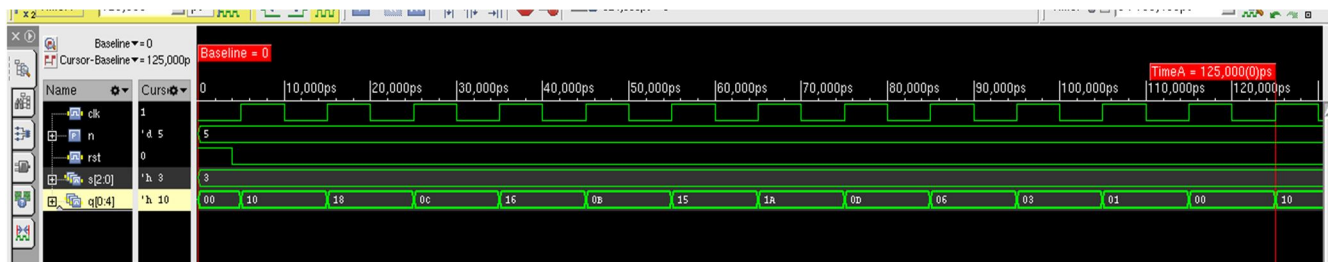 x2
Baseline▼= 0
Cursor-Baseline▼= 125,000p
Baseline = 0
TimeA = 125,000(0)ps
Name
0 10,000ps 20,000ps 30,000ps 40,000ps 50,000ps 60,000ps 70,000ps 80,000ps 90,000ps 100,000ps 110,000ps 120,000ps
clk 1
n 'd 5 5
rst 0
s[2:0] 'h 3 3
q[0:4] 'h 10 00 10 18 0C 16 0B 15 1A 0D 06 03 01 00 10